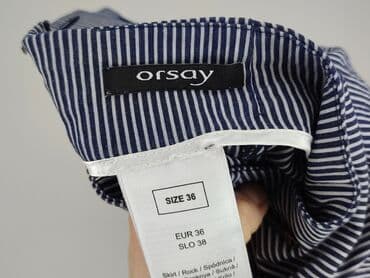 orsay
SIZE 36
EUR 36
SLO 38
Skirt / Rock / Spódnica /